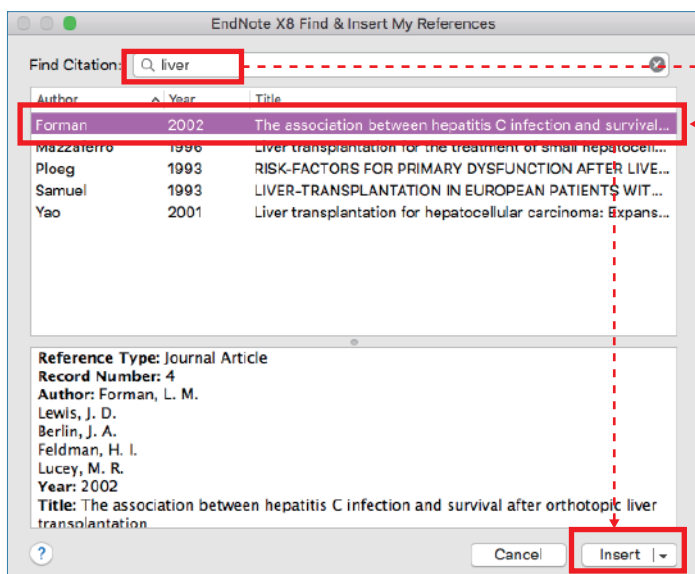 EndNote X8 Find & Insert My References
Find Citation: liver
Author Year Title
Forman 2002 The association between hepatitis C infection and survival...
Mazzaferro 1996 Liver transplantation for the treatment of small hepatocell...
Ploeg 1993 RISK-FACTORS FOR PRIMARY DYSFUNCTION AFTER LIVE...
Samuel 1993 LIVER-TRANSPLANTATION IN EUROPEAN PATIENTS WIT...
Yao 2001 Liver transplantation for hepatocellular carcinoma: Expans...
Reference Type: Journal Article
Record Number: 4
Author: Forman, L. M.
Lewis, J. D.
Berlin, J. A.
Feldman, H. I.
Lucey, M. R.
Year: 2002
Title: The association between hepatitis C infection and survival after orthotopic liver
transplantation
? Cancel Insert